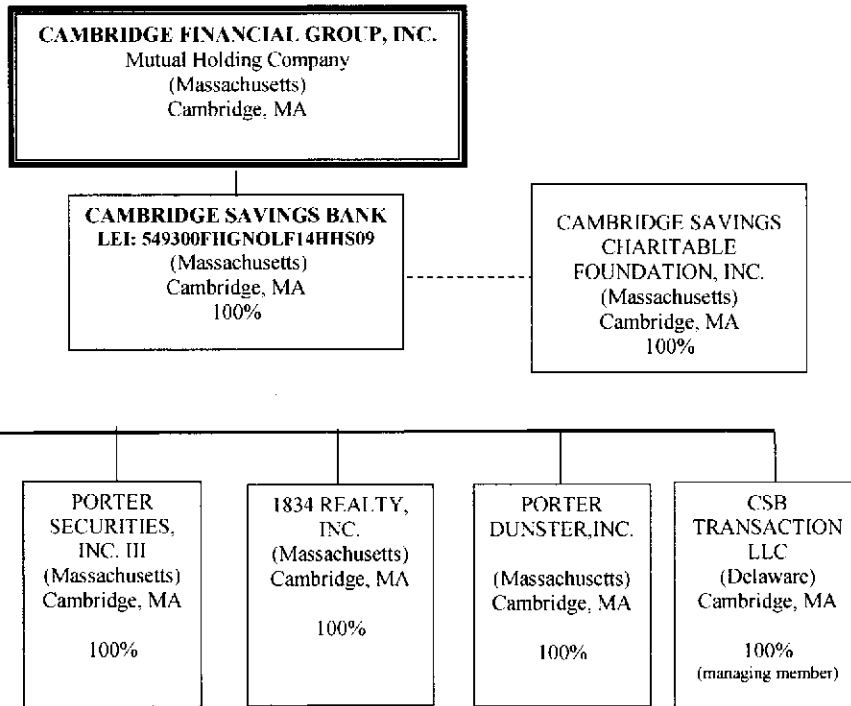 CAMBRIDGE FINANCIAL GROUP, INC.
Mutual Holding Company
(Massachusetts)
Cambridge, MA
CAMBRIDGE SAVINGS BANK
LEI: 549300FHGNOLF14HHS09
(Massachusetts)
Cambridge, MA
100%
CAMBRIDGE SAVINGS
CHARITABLE
FOUNDATION, INC.
(Massachusetts)
Cambridge, MA
100%
PORTER
SECURITIES,
INC. III
(Massachusetts)
Cambridge, MA
100%
1834 REALTY,
INC.
(Massachusetts)
Cambridge, MA
100%
PORTER
DUNSTER,INC.
(Massachusetts)
Cambridge, MA
100%
CSB
TRANSACTION
LLC
(Delaware)
Cambridge, MA
100%
(managing member)